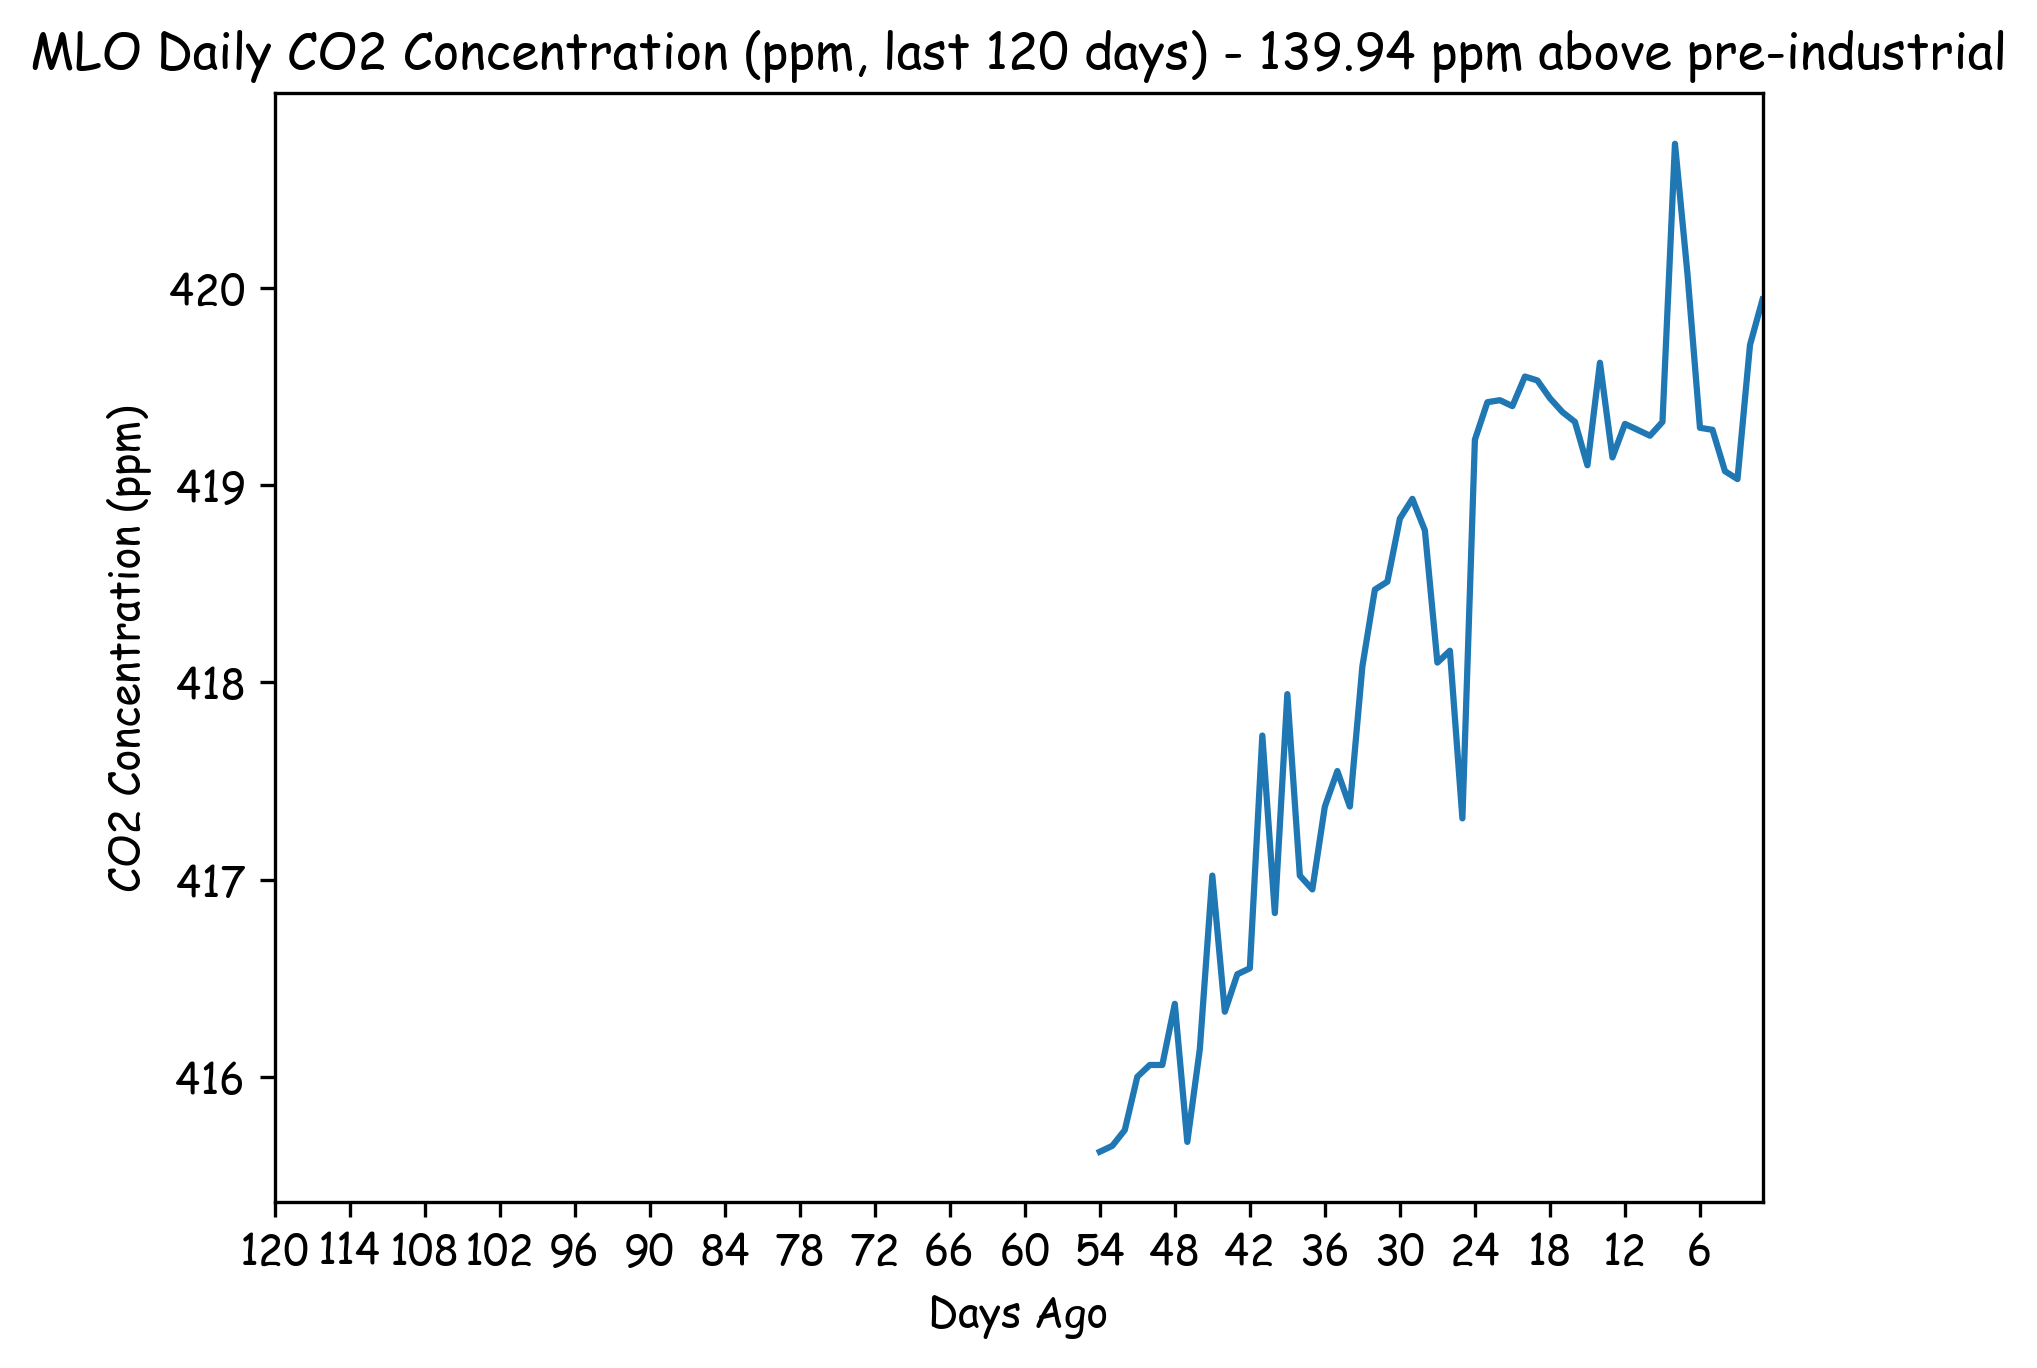 MLO Daily CO2 Concentration (ppm, last 120 days) - 139.94 ppm above pre-industrial
CO2 Concentration (ppm)
420
419
418
417
416
120 114 108 102 96 90 84 78 72 66 60 54 48 42 36 30 24 18 12 6
Days Ago